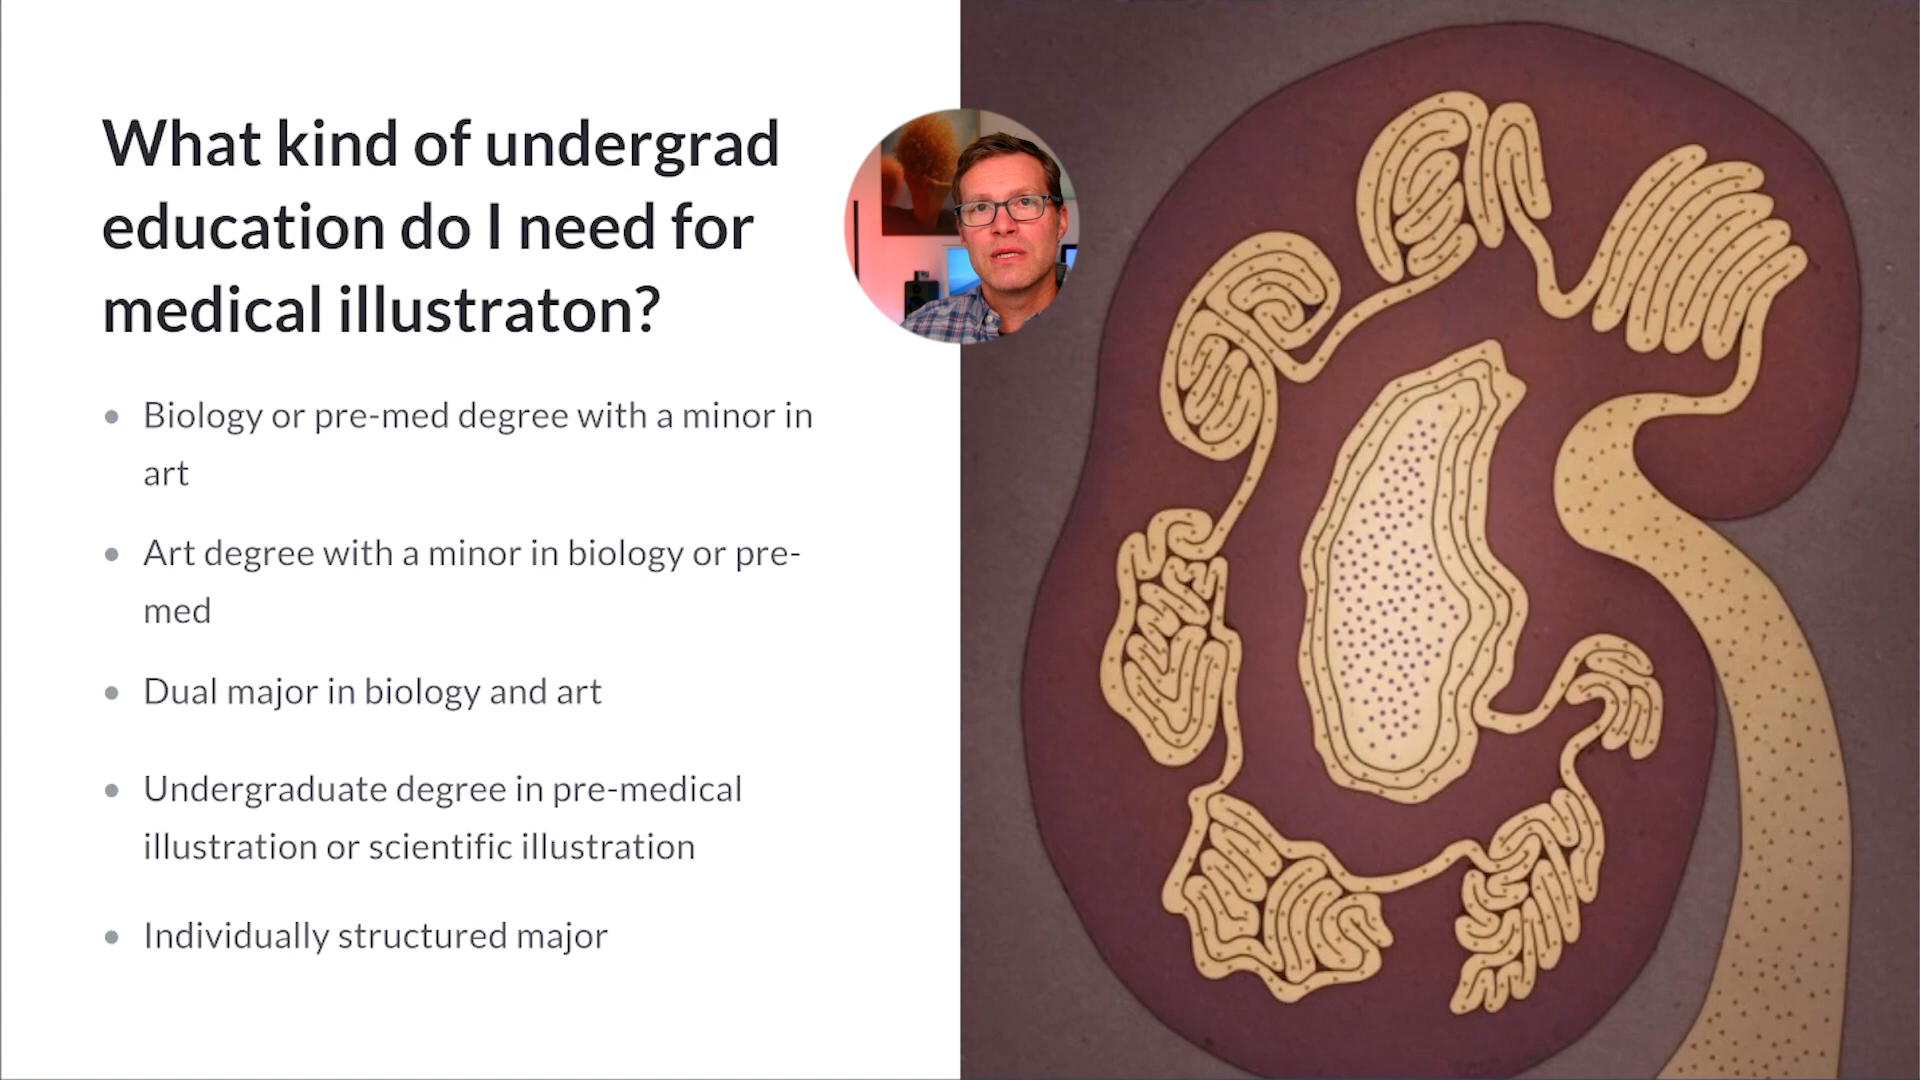 What kind of undergrad
education do I need for
medical illustraton?
Biology or pre-med degree with a minor in
art
Art degree with a minor in biology or pre-
med
Dual major in biology and art
Undergraduate degree in pre-medical
illustration or scientific illustration
Individually structured major